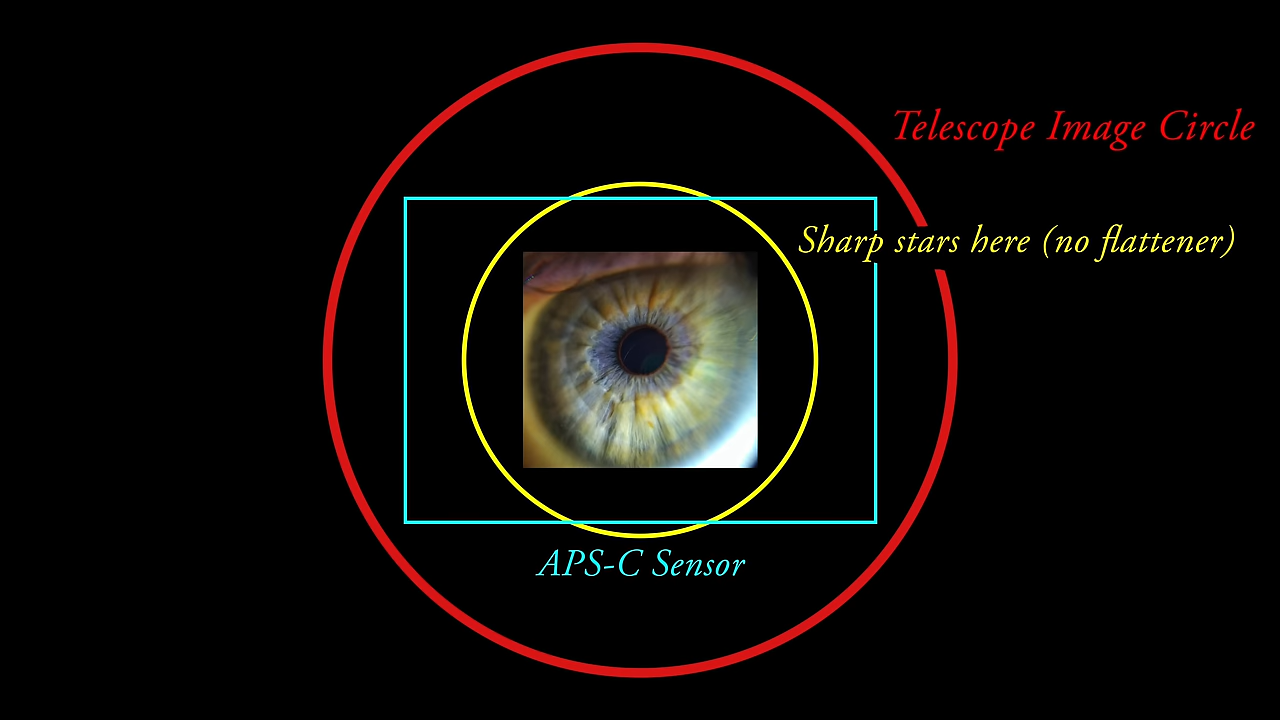 Telescope Image Circle
Sharp stars here (no flattener)
APS-C Sensor